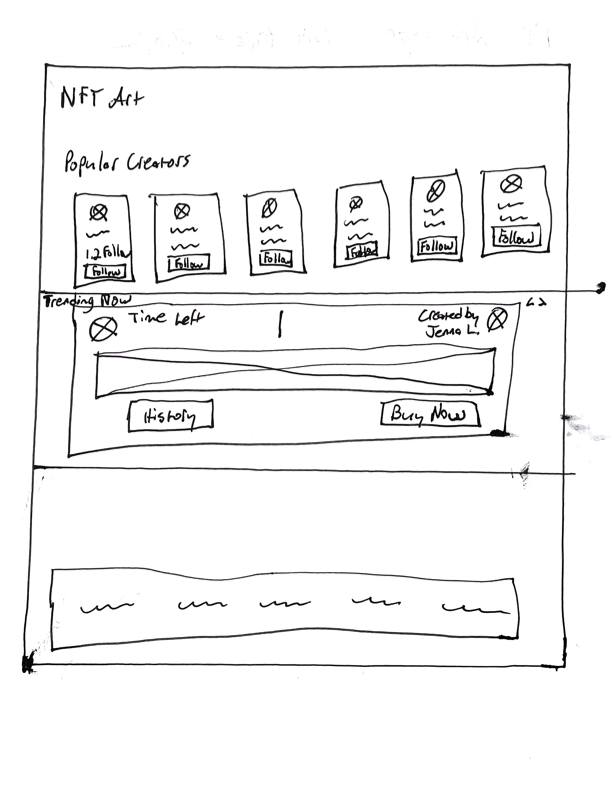 NFT Art
Popular Creators
1.2 Follow
Follow
Follow
Follow
Follow
Follow
Follow
Trending Now
< >
Time Left
Created by
Jenna L.
History
Buy Now